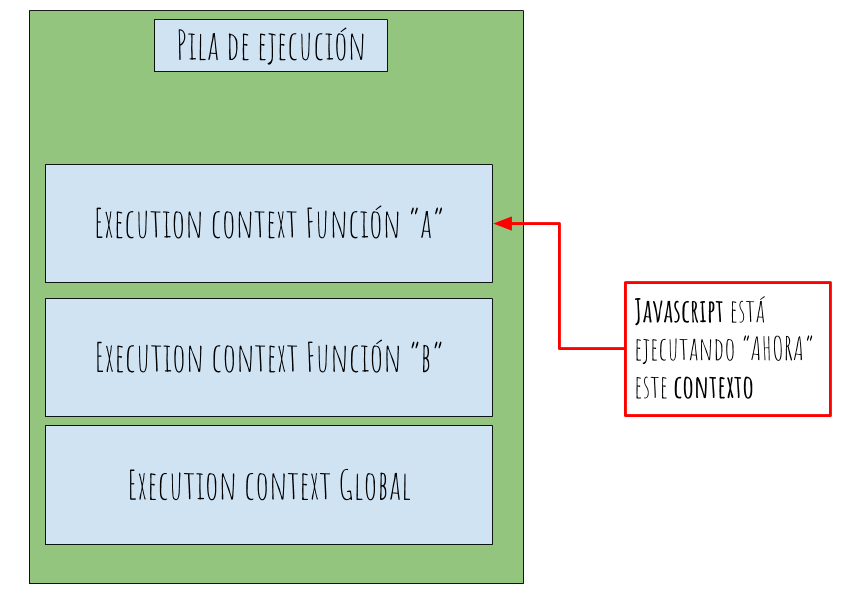 Pila de ejecución
Execution context Función "A"
Execution context Función "B"
Execution context Global
Javascript está
ejecutando "AHORA"
este contexto